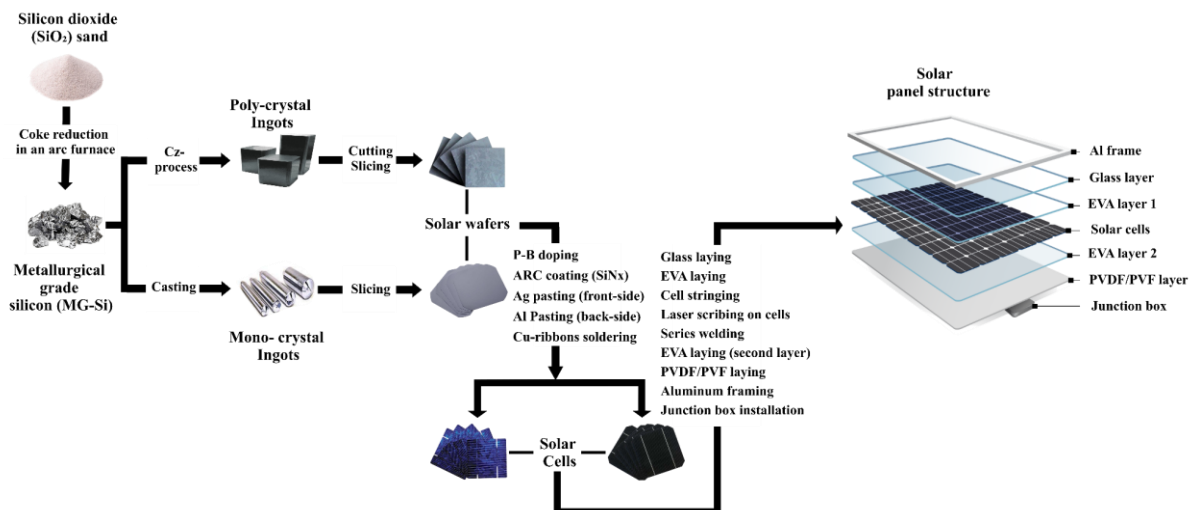 Silicon dioxide
(SiO₂) sand
Coke reduction
in an arc furnace
Metallurgical
grade
silicon (MG-Si)
Cz-
process
Poly-crystal
Ingots
Cutting
Slicing
Casting
Mono- crystal
Ingots
Slicing
Solar wafers
P-B doping
ARC coating (SiNx)
Ag pasting (front-side)
Al Pasting (back-side)
Cu-ribbons soldering
Solar
Cells
Glass laying
EVA laying
Cell stringing
Laser scribing on cells
Series welding
EVA laying (second layer)
PVDF/PVF laying
Aluminum framing
Junction box installation
Solar
panel structure
Al frame
Glass layer
EVA layer 1
Solar cells
EVA layer 2
PVDF/PVF layer
Junction box